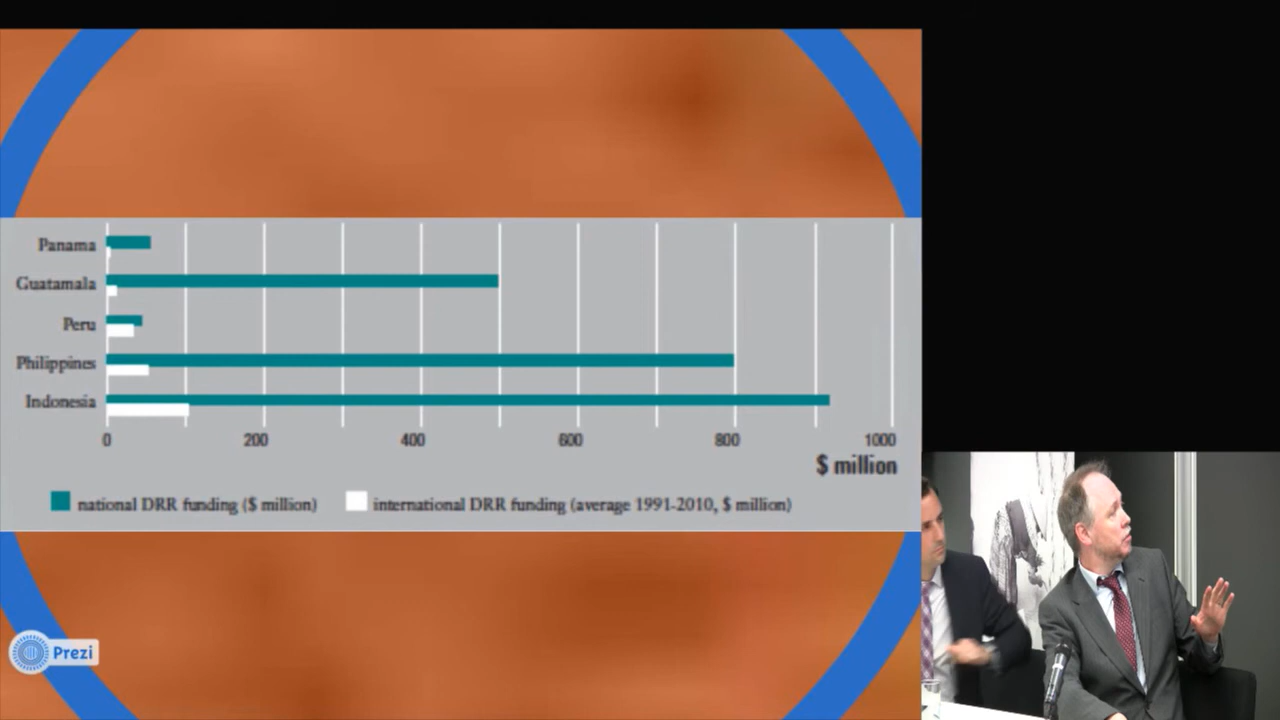 Panama
Guatamala
Peru
Philippines
Indonesia
0 200 400 600 800 1000
$ million
national DRR funding ($ million) international DRR funding (average 1991-2010, $ million)
Prezi